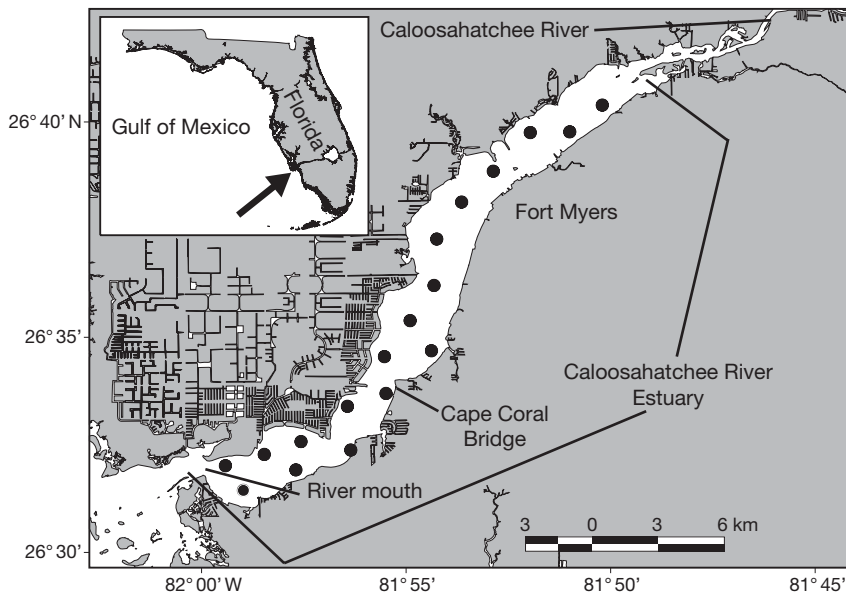 Caloosahatchee River
26° 40' N
Gulf of Mexico
Florida
Fort Myers
26° 35'
Caloosahatchee River
Estuary
Cape Coral
Bridge
River mouth
3 0 3 6 km
26° 30'
82° 00' W 81° 55' 81° 50' 81° 45'